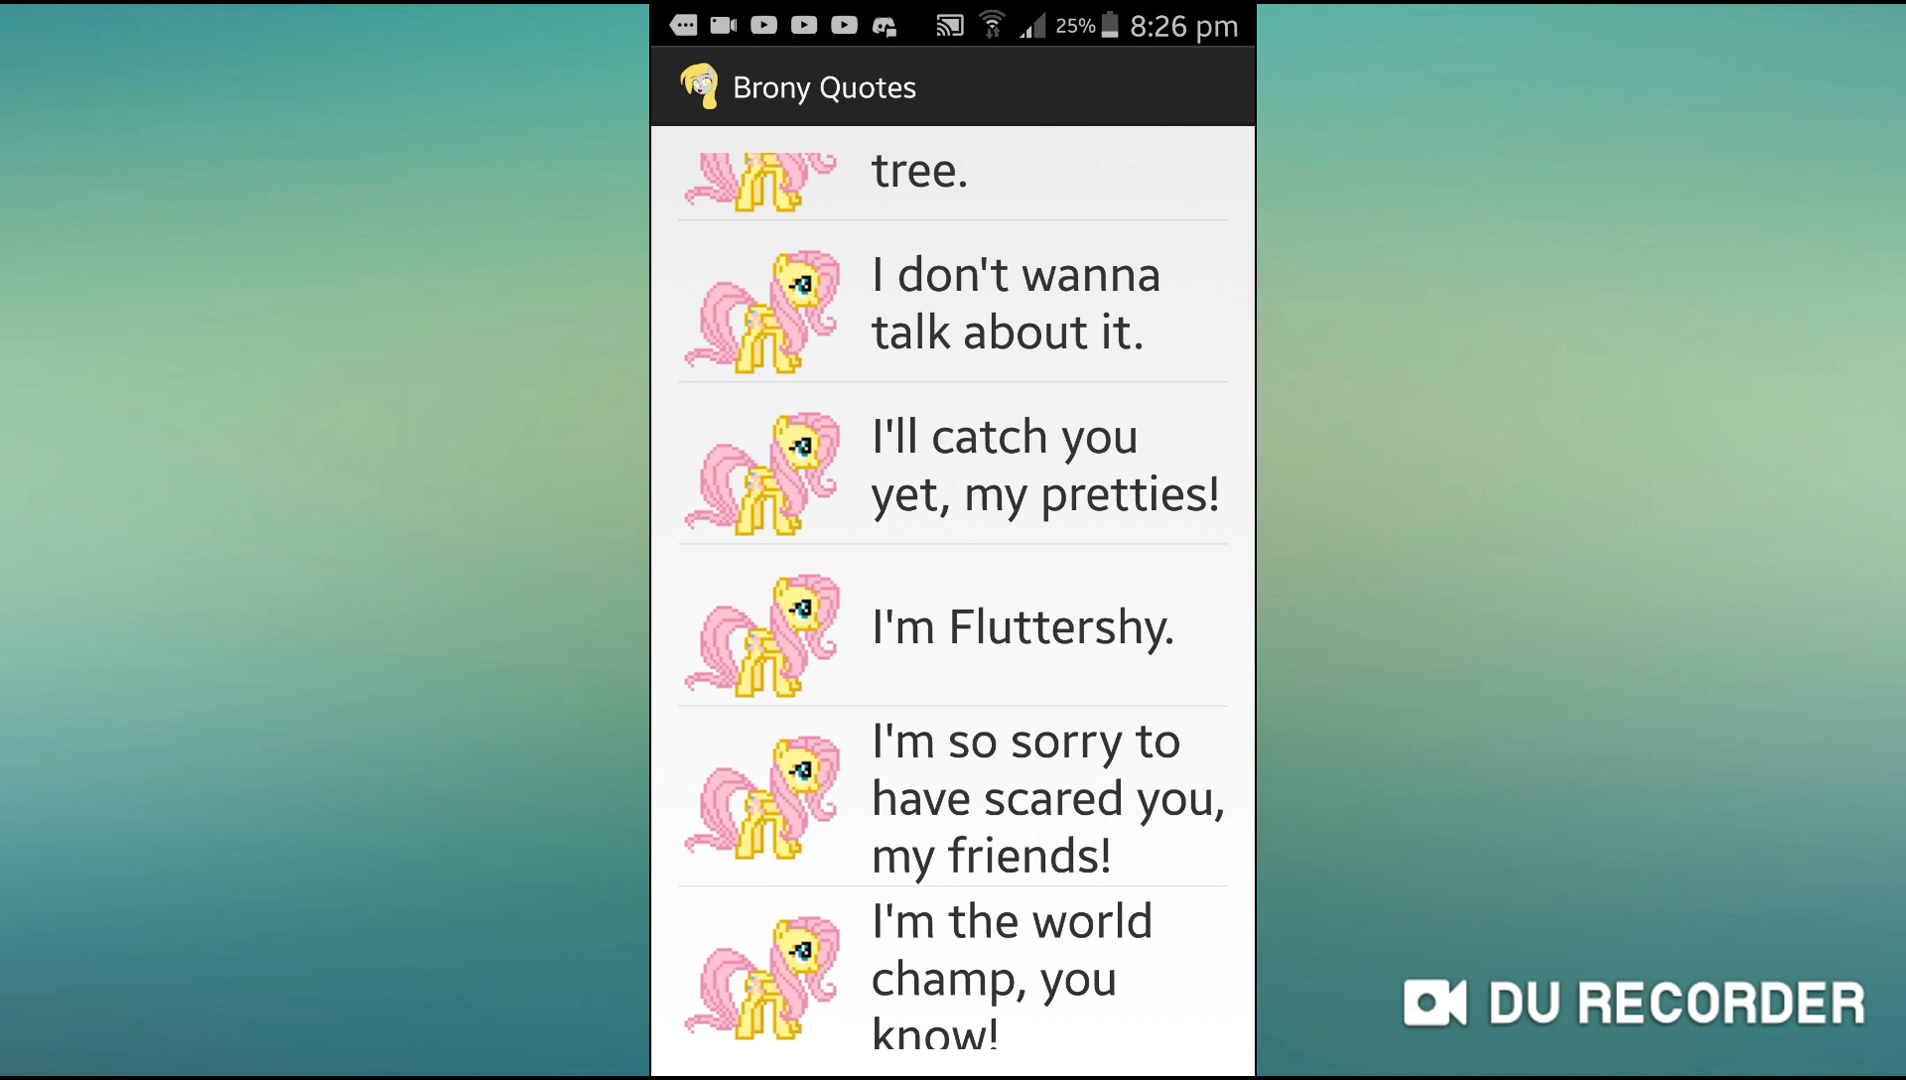 25% 8:26 pm
Brony Quotes
tree.
I don't wanna
talk about it.
I'll catch you
yet, my pretties!
I'm Fluttershy.
I'm so sorry to
have scared you,
my friends!
I'm the world
champ, you
know!
DU RECORDER